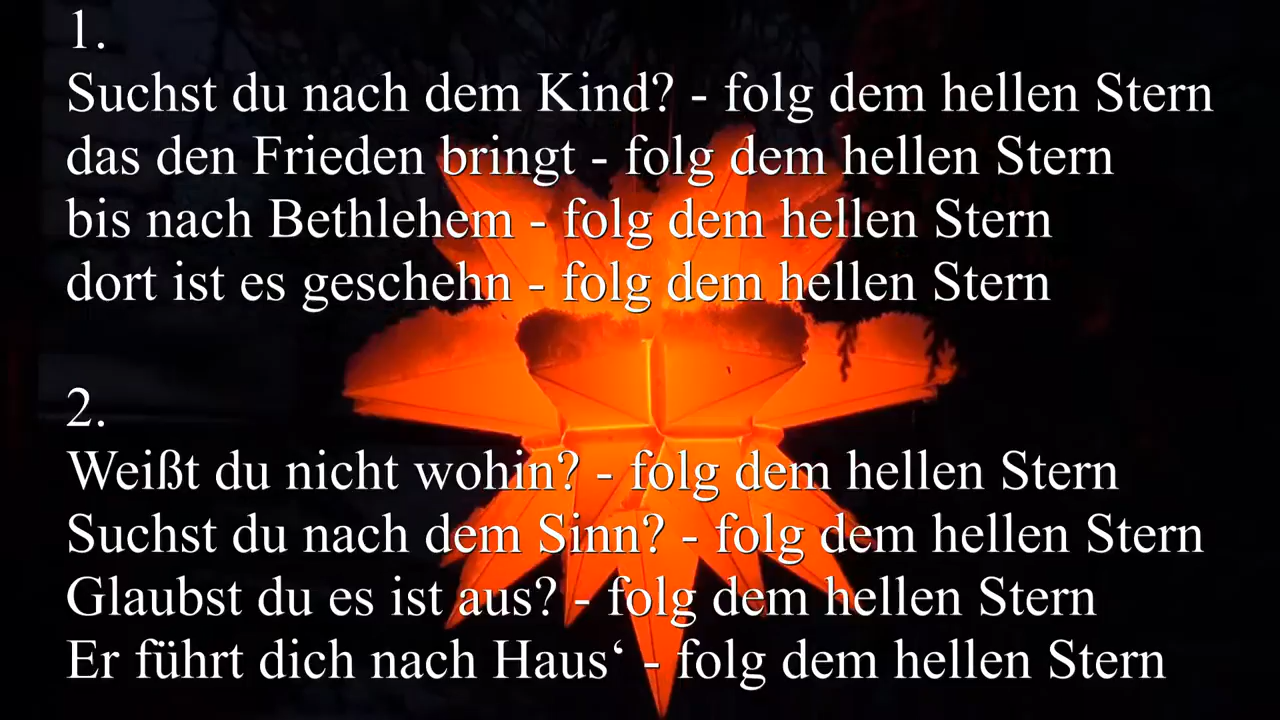 1.
Suchst du nach dem Kind? - folg dem hellen Stern
das den Frieden bringt - folg dem hellen Stern
bis nach Bethlehem - folg dem hellen Stern
dort ist es geschehn - folg dem hellen Stern
2.
Weißt du nicht wohin? - folg dem hellen Stern
Suchst du nach dem Sinn? - folg dem hellen Stern
Glaubst du es ist aus? - folg dem hellen Stern
Er führt dich nach Haus‘ - folg dem hellen Stern